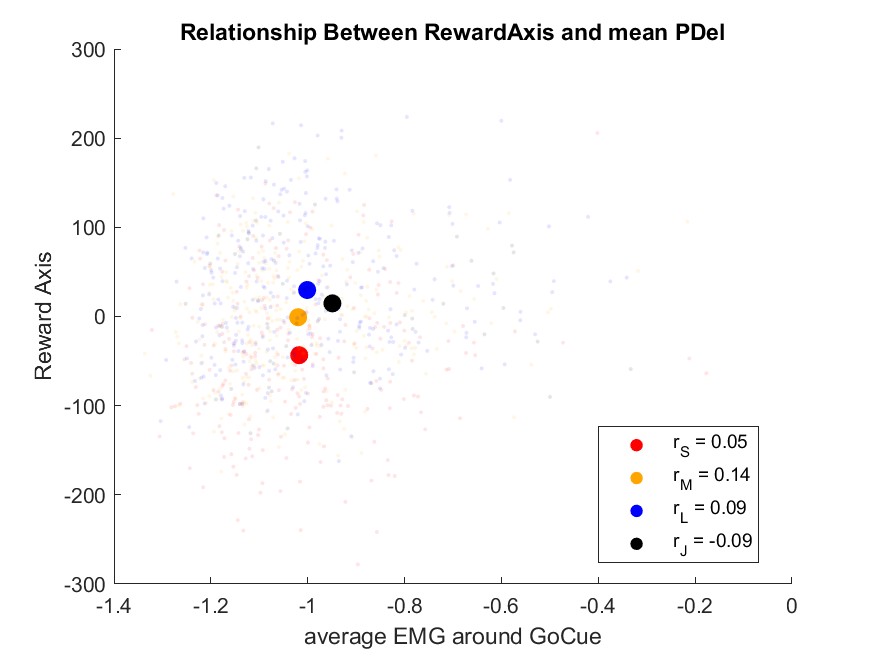 Relationship Between RewardAxis and mean PDel
300
200
100
0
-100
-200
-300
Reward Axis
-1.4 -1.2 -1 -0.8 -0.6 -0.4 -0.2 0
average EMG around GoCue
r_S = 0.05
r_M = 0.14
r_L = 0.09
r_J = -0.09